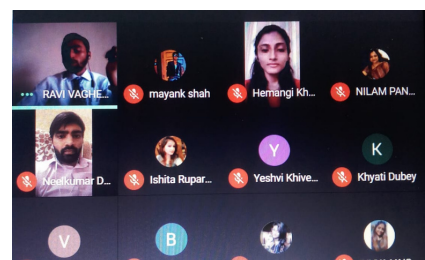 RAVI VAGHE...
mayank shah
Hemangi Kh...
NILAM PAN...
Neelkumar D...
Ishita Rupar...
Y
Yeshvi Khive...
K
Khyati Dubey
V
B